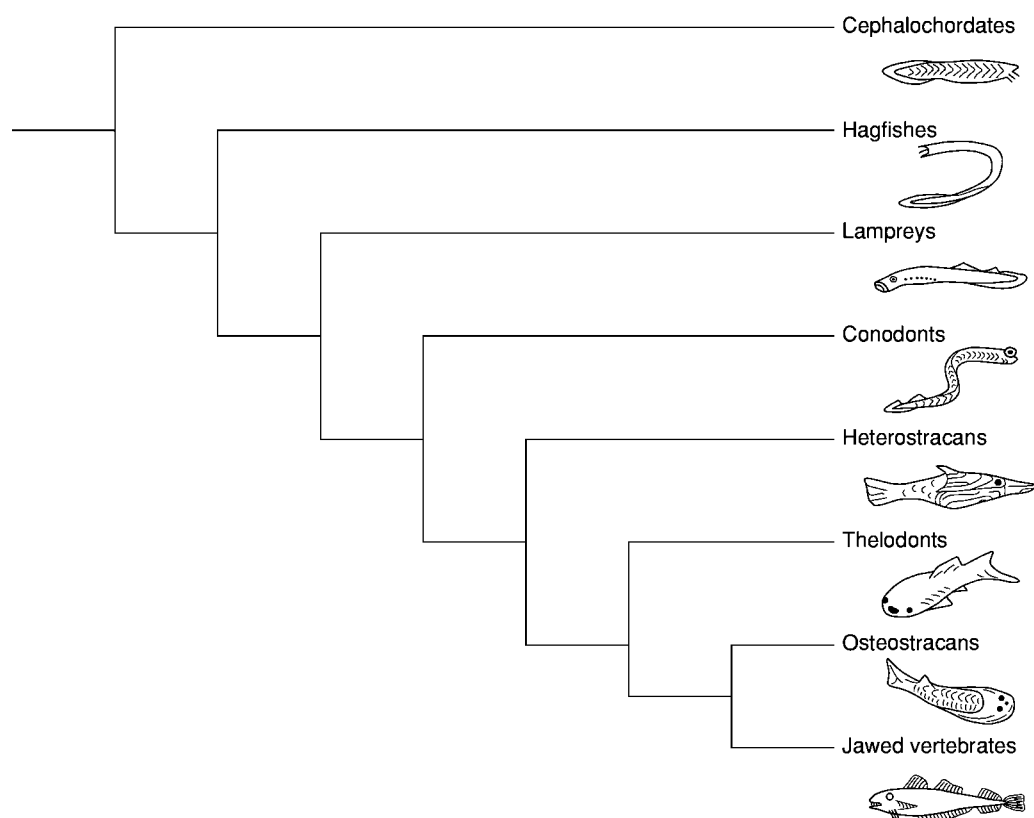 Cephalochordates
Hagfishes
Lampreys
Conodonts
Heterostracans
Thelodonts
Osteostracans
Jawed vertebrates